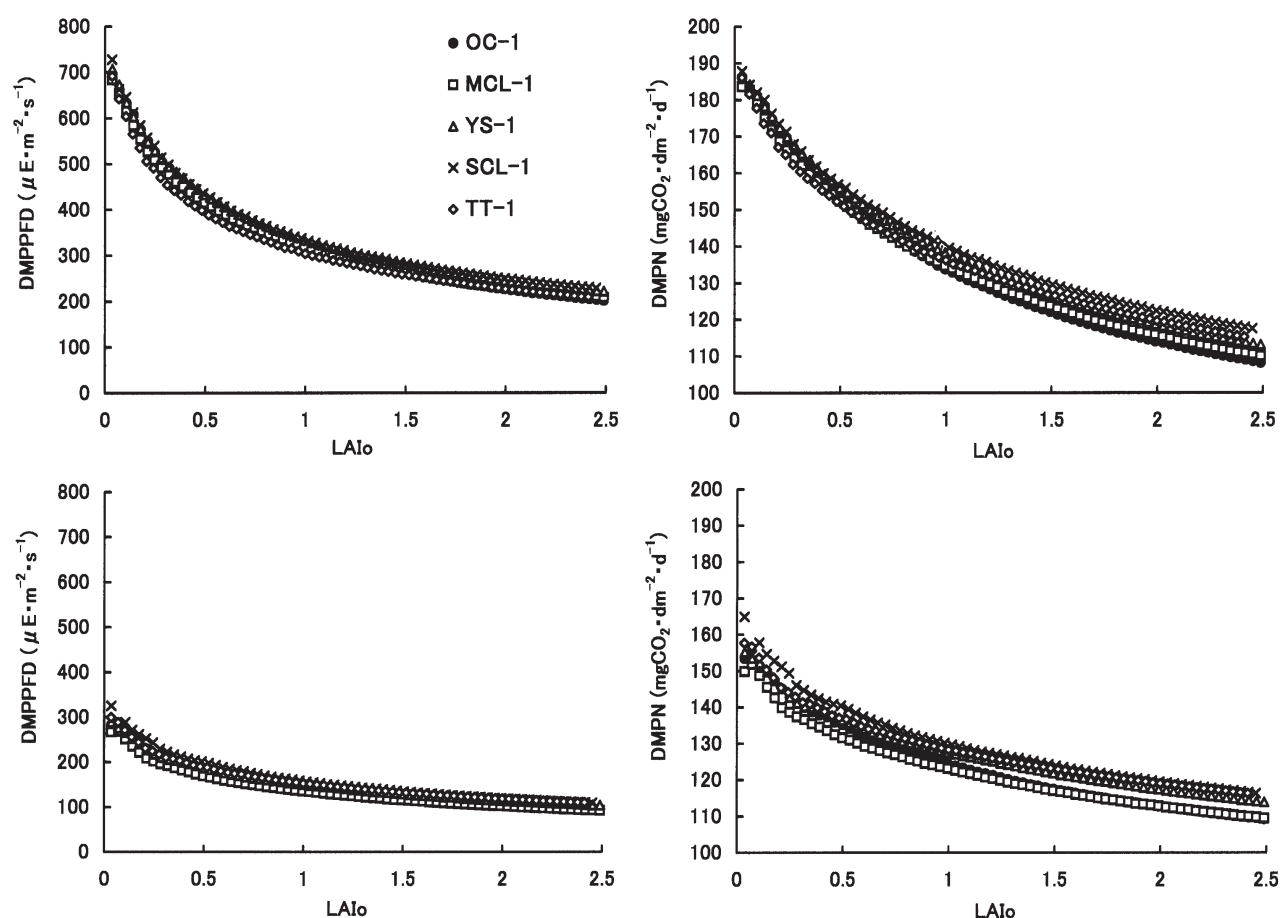 DMPPFD (μE・m⁻²・s⁻¹)
800
700
600
500
400
300
200
100
0
0 0.5 1 1.5 2 2.5
LAIo
OC-1
MCL-1
YS-1
SCL-1
TT-1
DMPN (mgCO₂・dm⁻²・d⁻¹)
200
190
180
170
160
150
140
130
120
110
100
0 0.5 1 1.5 2 2.5
LAIo
DMPPFD (μE・m⁻²・s⁻¹)
800
700
600
500
400
300
200
100
0
0 0.5 1 1.5 2 2.5
LAIo
DMPN (mgCO₂・dm⁻²・d⁻¹)
200
190
180
170
160
150
140
130
120
110
100
0 0.5 1 1.5 2 2.5
LAIo